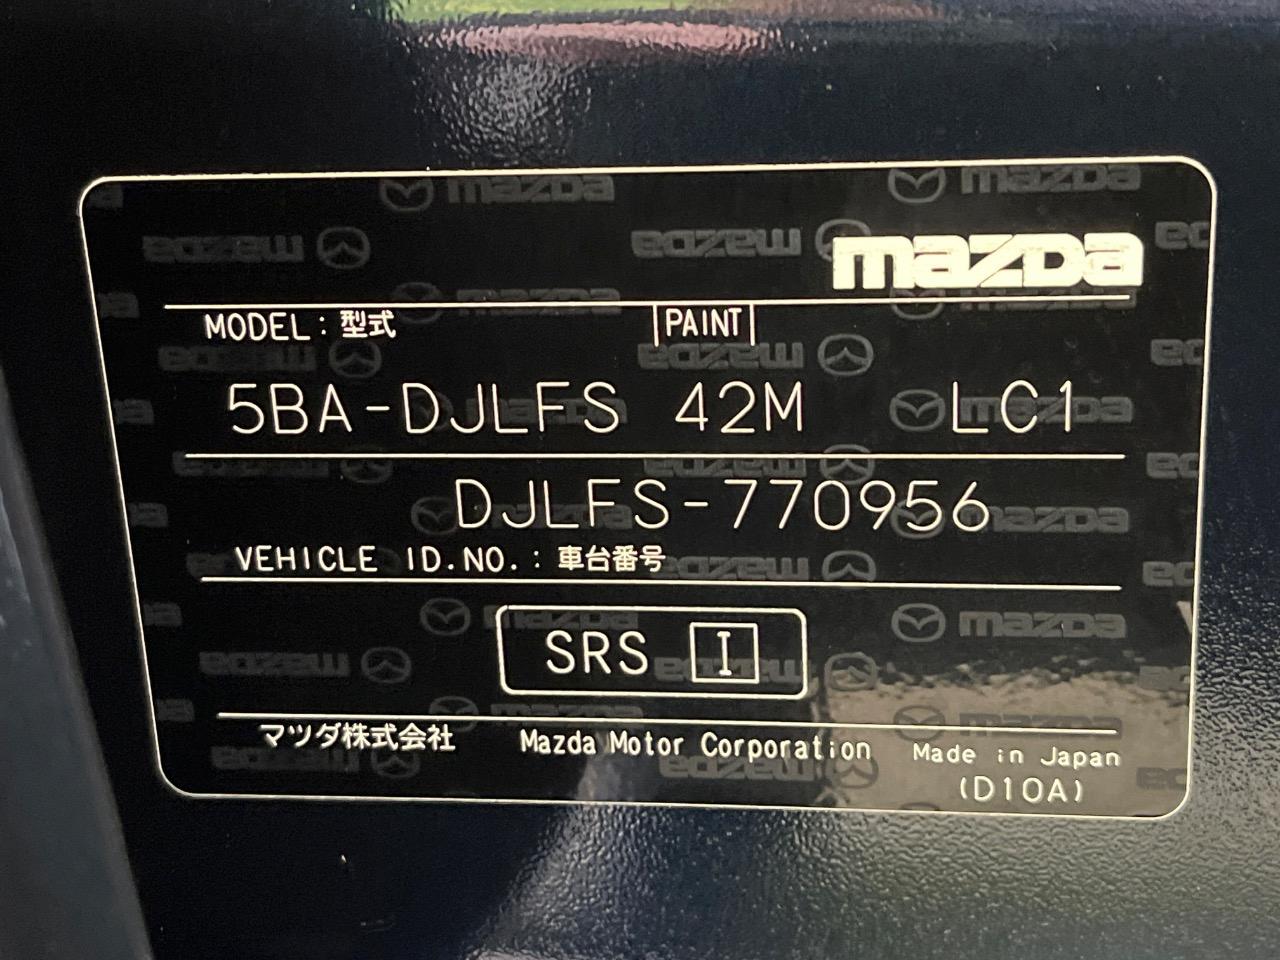 mazda
MODEL : 型式 |PAINT|
5BA-DJLFS 42M LC1
DJLFS-770956
VEHICLE ID.NO. : 車台番号
SRS I
マツダ株式会社 Mazda Motor Corporation Made in Japan
(D10A)